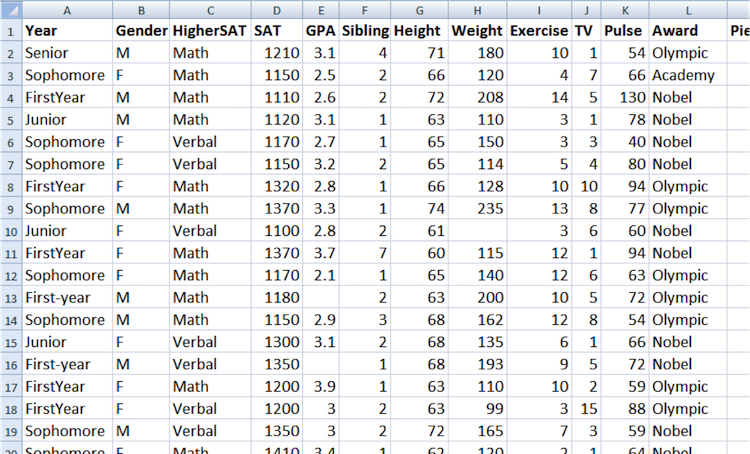 A B C D E F G H I J K L
1 Year Gender HigherSAT SAT GPA Sibling Height Weight Exercise TV Pulse Award Pie
2 Senior M Math 1210 3.1 4 71 180 10 1 54 Olympic
3 Sophomore F Math 1150 2.5 2 66 120 4 7 66 Academy
4 FirstYear M Math 1110 2.6 2 72 208 14 5 130 Nobel
5 Junior M Math 1120 3.1 1 63 110 3 1 78 Nobel
6 Sophomore F Verbal 1170 2.7 1 65 150 3 3 40 Nobel
7 Sophomore F Verbal 1150 3.2 2 65 114 5 4 80 Nobel
8 FirstYear F Math 1320 2.8 1 66 128 10 10 94 Olympic
9 Sophomore M Math 1370 3.3 1 74 235 13 8 77 Olympic
10 Junior F Verbal 1100 2.8 2 61 3 6 60 Nobel
11 FirstYear F Math 1370 3.7 7 60 115 12 1 94 Nobel
12 Sophomore F Math 1170 2.1 1 65 140 12 6 63 Olympic
13 First-year M Math 1180 2 63 200 10 5 72 Olympic
14 Sophomore M Math 1150 2.9 3 68 162 12 8 54 Olympic
15 Junior F Verbal 1300 3.1 2 68 135 6 1 66 Nobel
16 First-year M Verbal 1350 1 68 193 9 5 72 Nobel
17 FirstYear F Math 1200 3.9 1 63 110 10 2 59 Olympic
18 FirstYear F Verbal 1200 3 2 63 99 3 15 88 Olympic
19 Sophomore M Verbal 1350 3 2 72 165 7 3 59 Nobel
20 Sophomore F Math 1410 3.4 1 62 120 2 1 64 Nobel